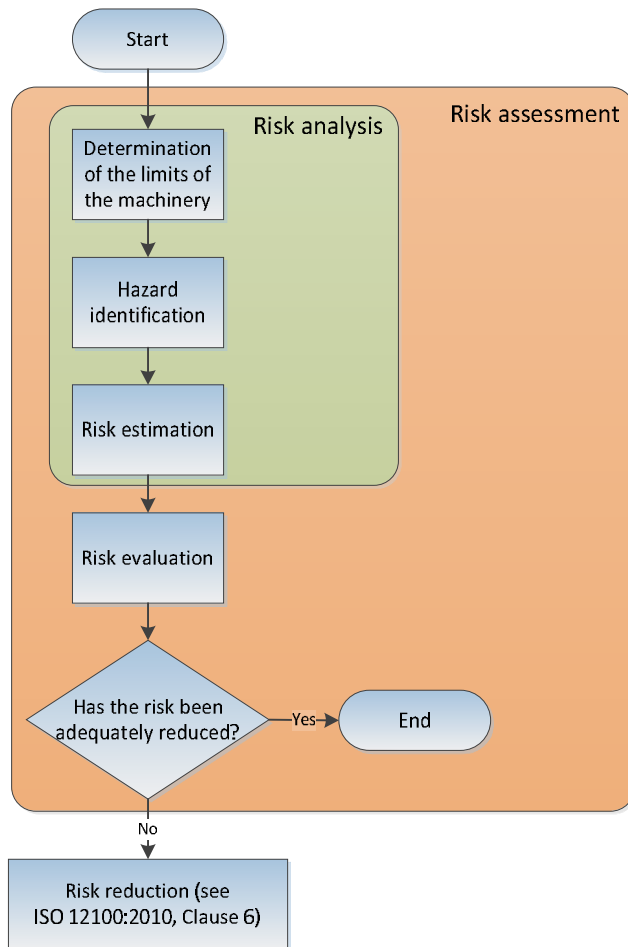 Start
Risk assessment
Risk analysis
Determination
of the limits of
the machinery
Hazard
identification
Risk estimation
Risk evaluation
Has the risk been
adequately reduced?
Yes
End
No
Risk reduction (see
ISO 12100:2010, Clause 6)